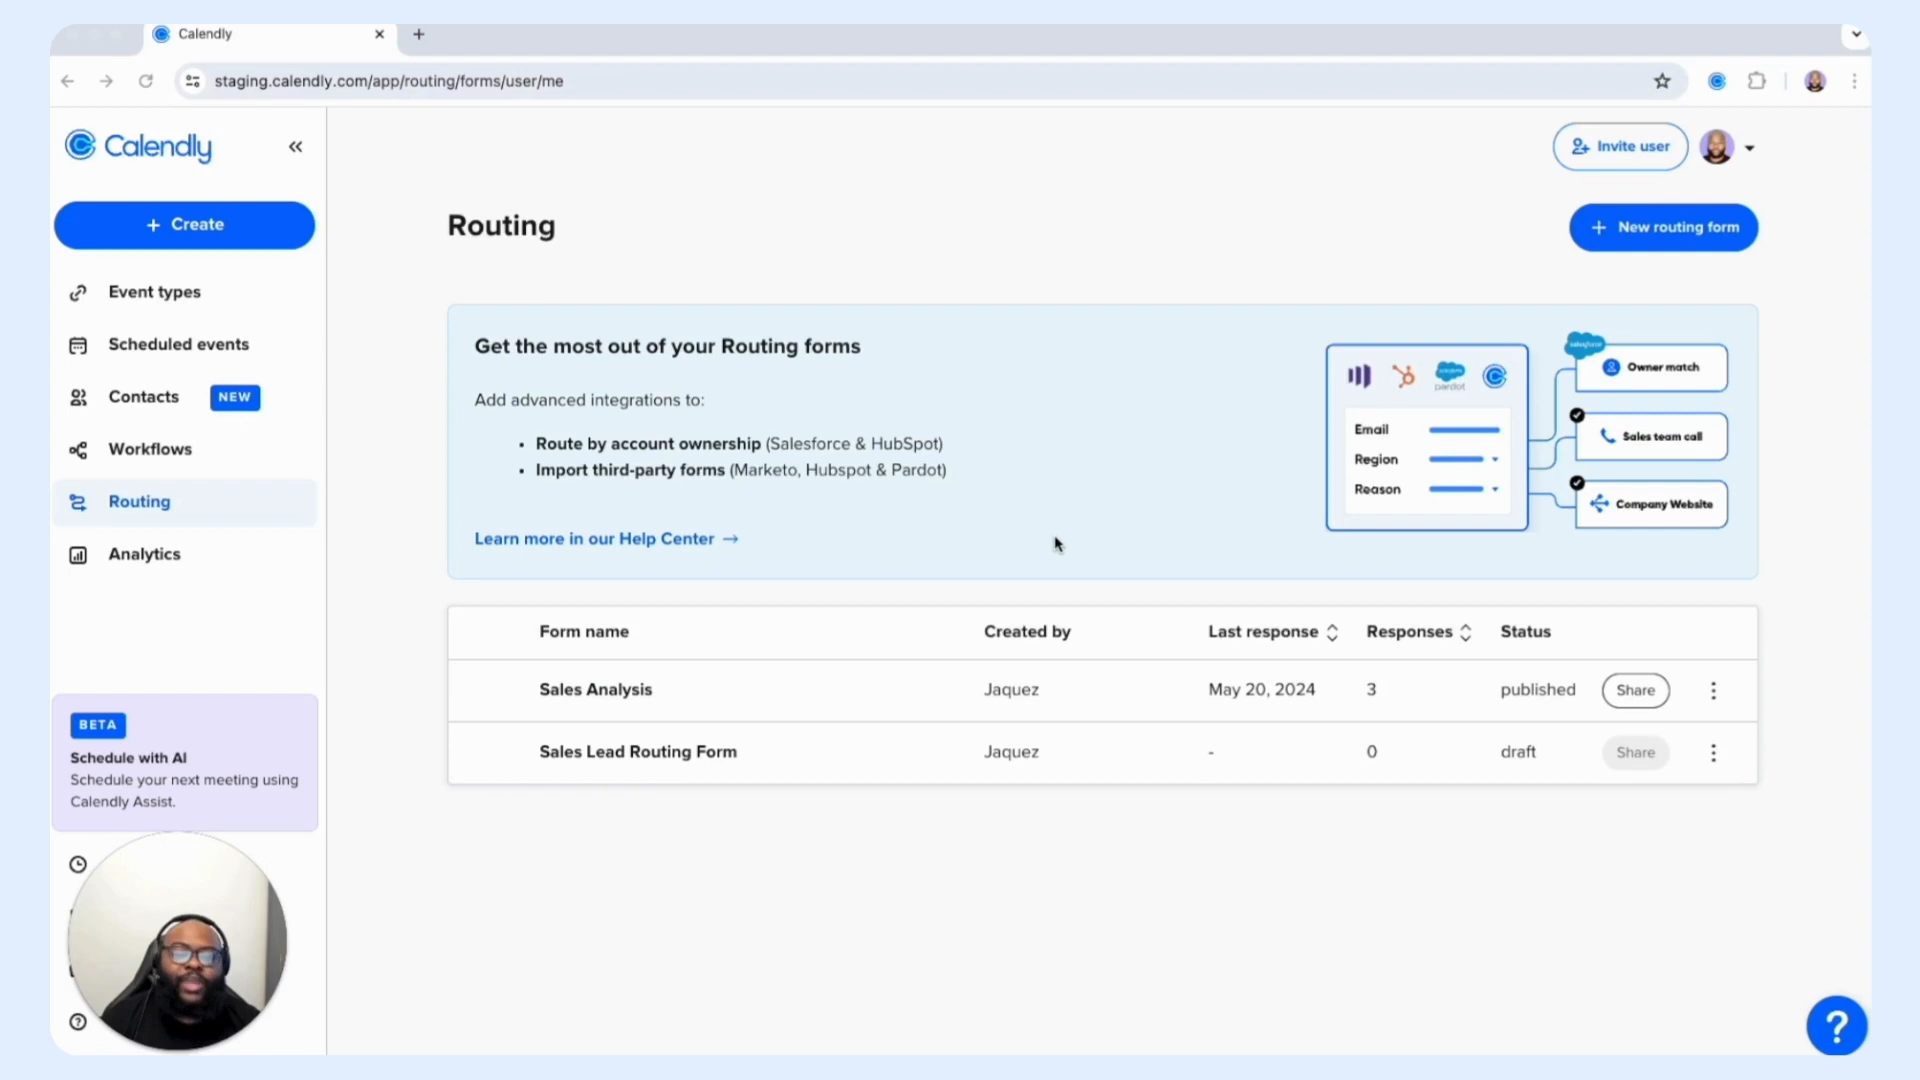 Calendly
staging.calendly.com/app/routing/forms/user/me
Calendly
Invite user
+ Create
Routing
+ New routing form
Event types
Scheduled events
Contacts NEW
Workflows
Routing
Analytics
Get the most out of your Routing forms
Add advanced integrations to:
• Route by account ownership (Salesforce & HubSpot)
• Import third-party forms (Marketo, Hubspot & Pardot)
Learn more in our Help Center →
salesforce
pardot
Email
Region
Reason
Owner match
Sales team call
Company Website
Form name Created by Last response Responses Status
Sales Analysis Jaquez May 20, 2024 3 published Share
Sales Lead Routing Form Jaquez - 0 draft Share
BETA
Schedule with AI
Schedule your next meeting using
Calendly Assist.
?